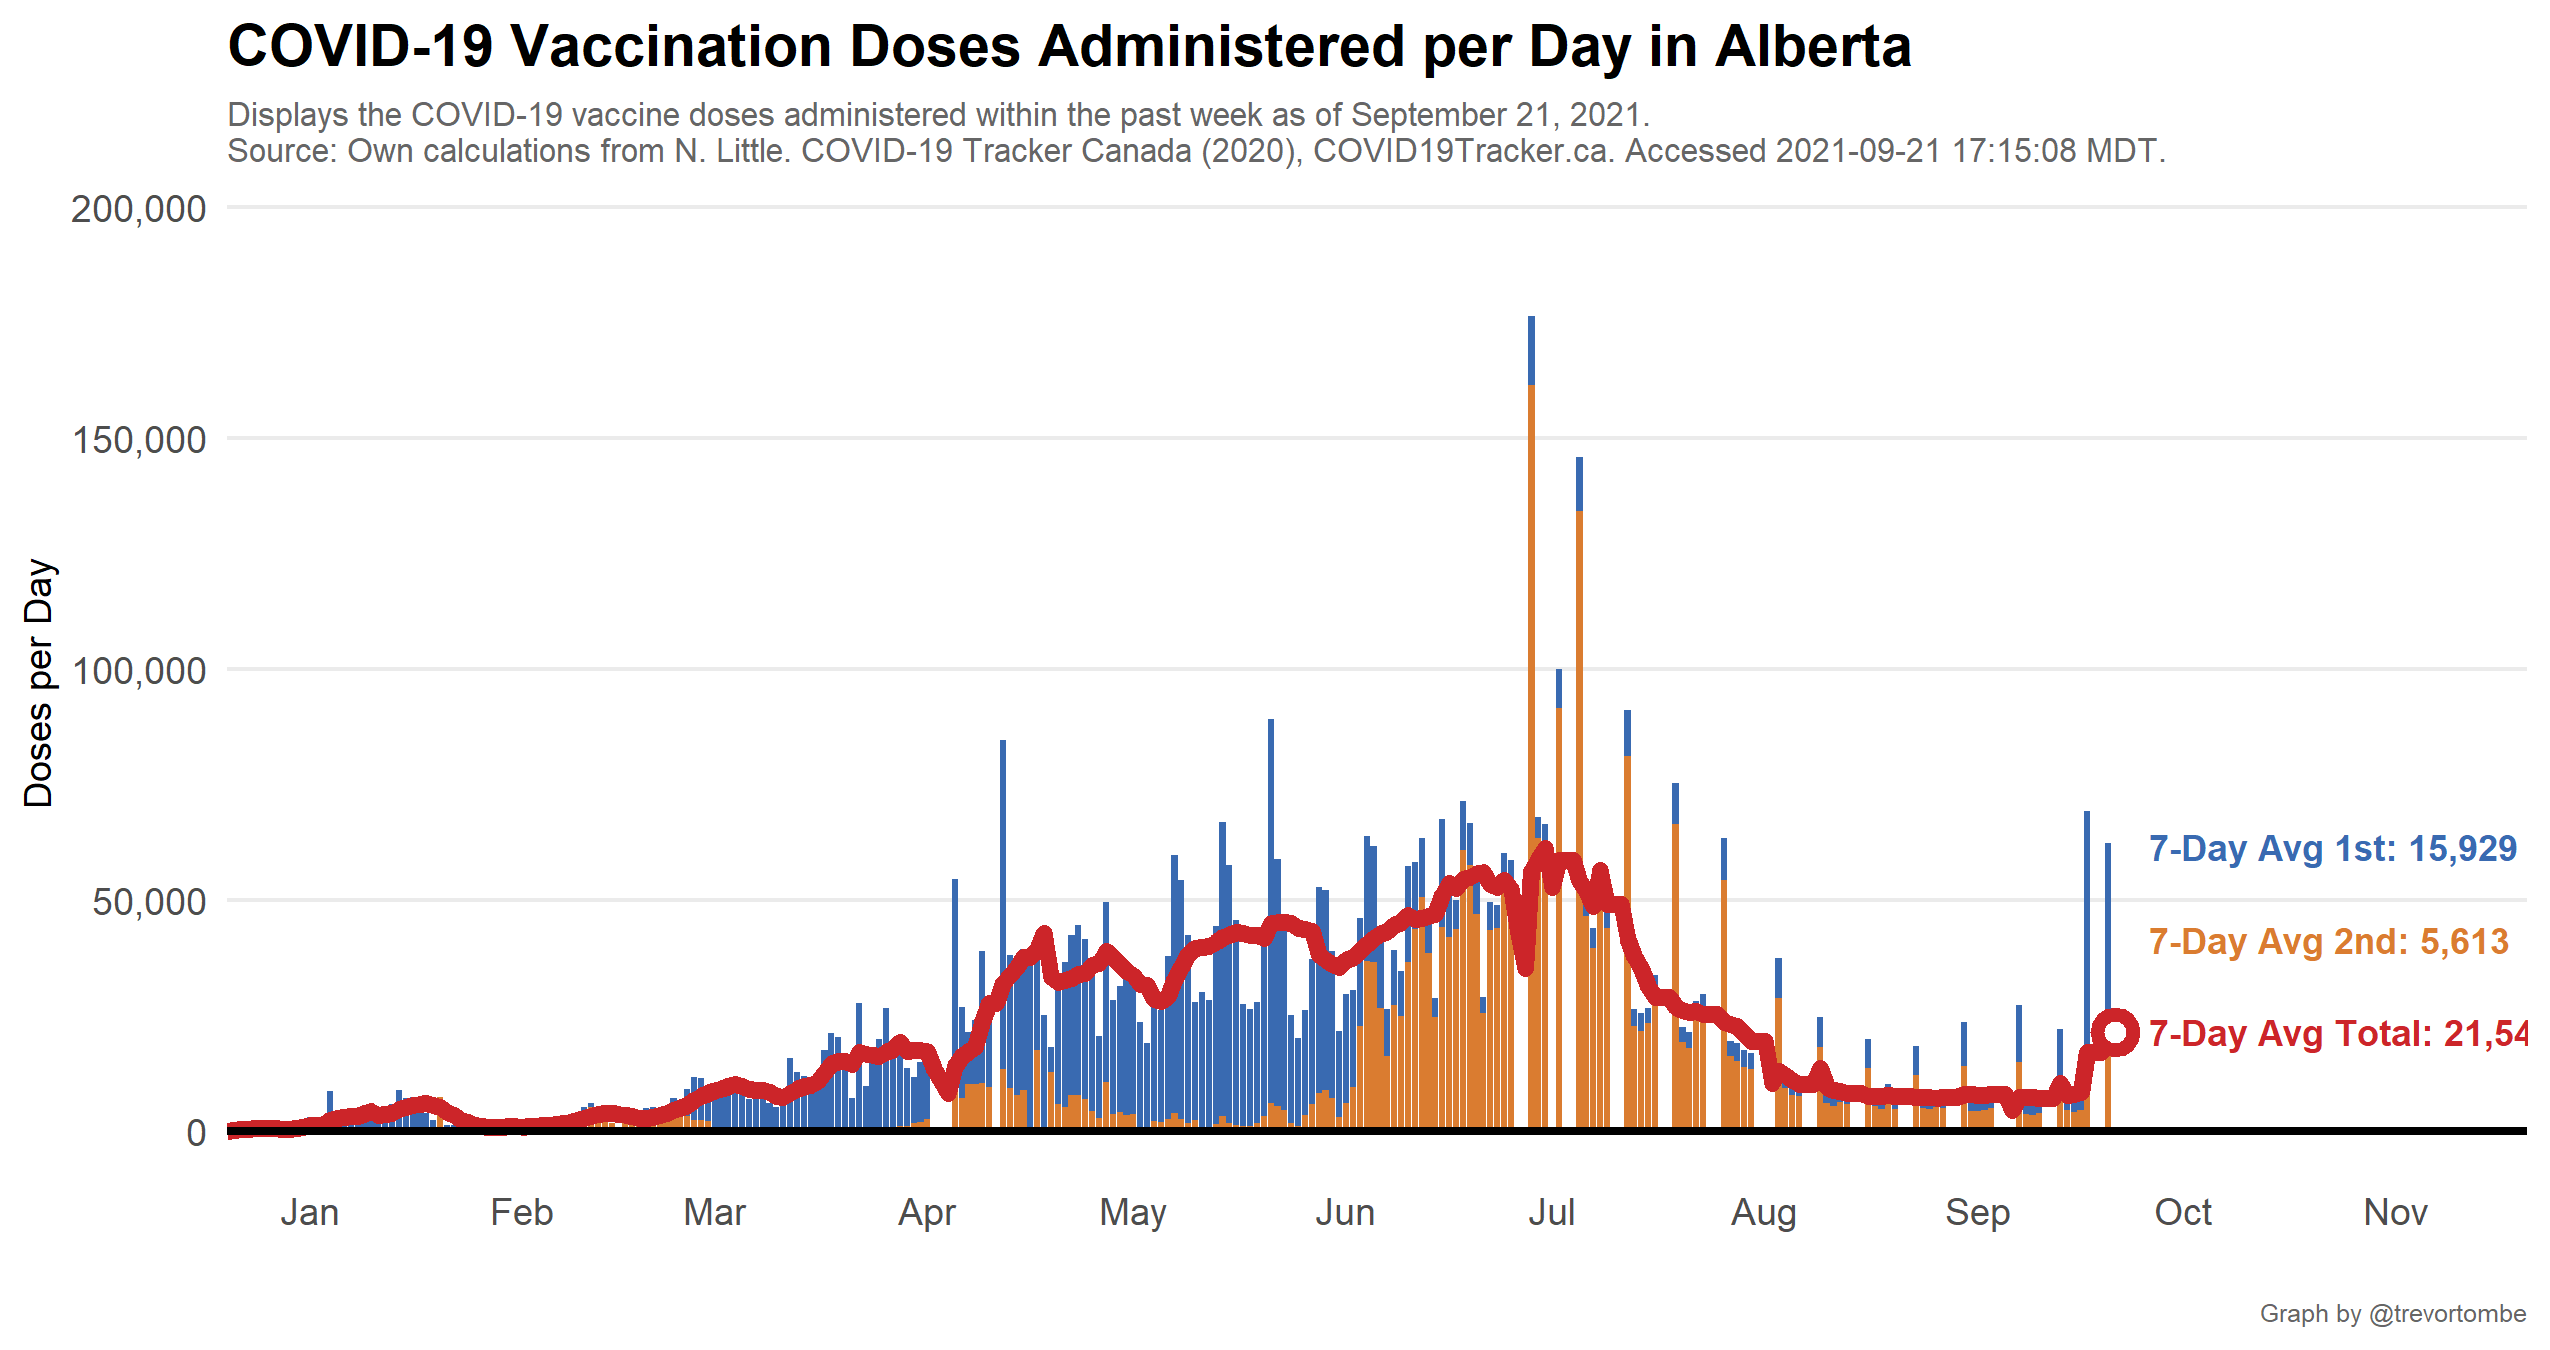 COVID-19 Vaccination Doses Administered per Day in Alberta
Displays the COVID-19 vaccine doses administered within the past week as of September 21, 2021.
Source: Own calculations from N. Little. COVID-19 Tracker Canada (2020), COVID19Tracker.ca. Accessed 2021-09-21 17:15:08 MDT.
200,000
150,000
100,000
50,000
0
Doses per Day
7-Day Avg 1st: 15,929
7-Day Avg 2nd: 5,613
7-Day Avg Total: 21,54
Jan Feb Mar Apr May Jun Jul Aug Sep Oct Nov
Graph by @trevortombe